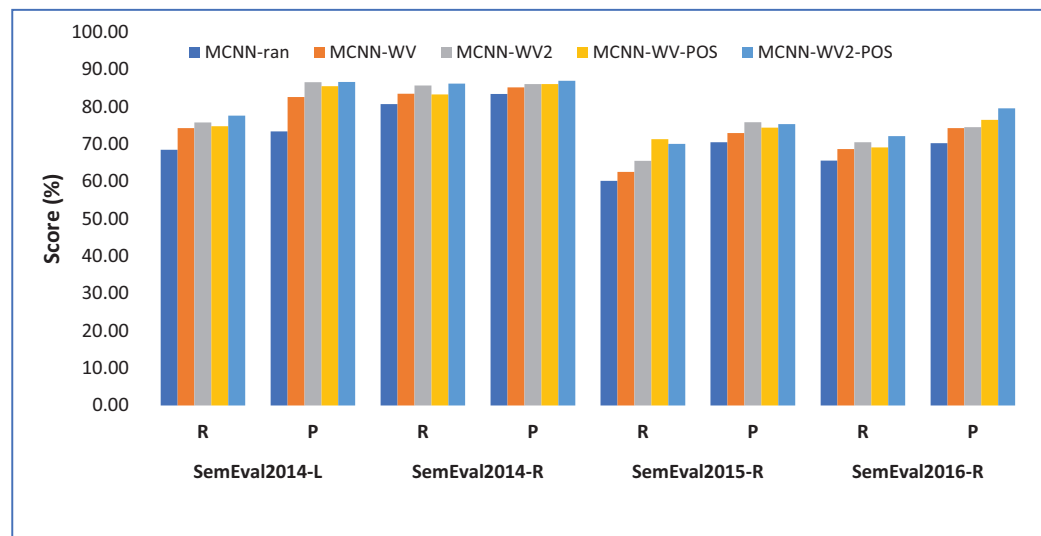 100.00
90.00
80.00
70.00
60.00
50.00
40.00
30.00
20.00
10.00
0.00
Score (%)
MCNN-ran MCNN-WV MCNN-WV2 MCNN-WV-POS MCNN-WV2-POS
R P R P R P R P
SemEval2014-L SemEval2014-R SemEval2015-R SemEval2016-R